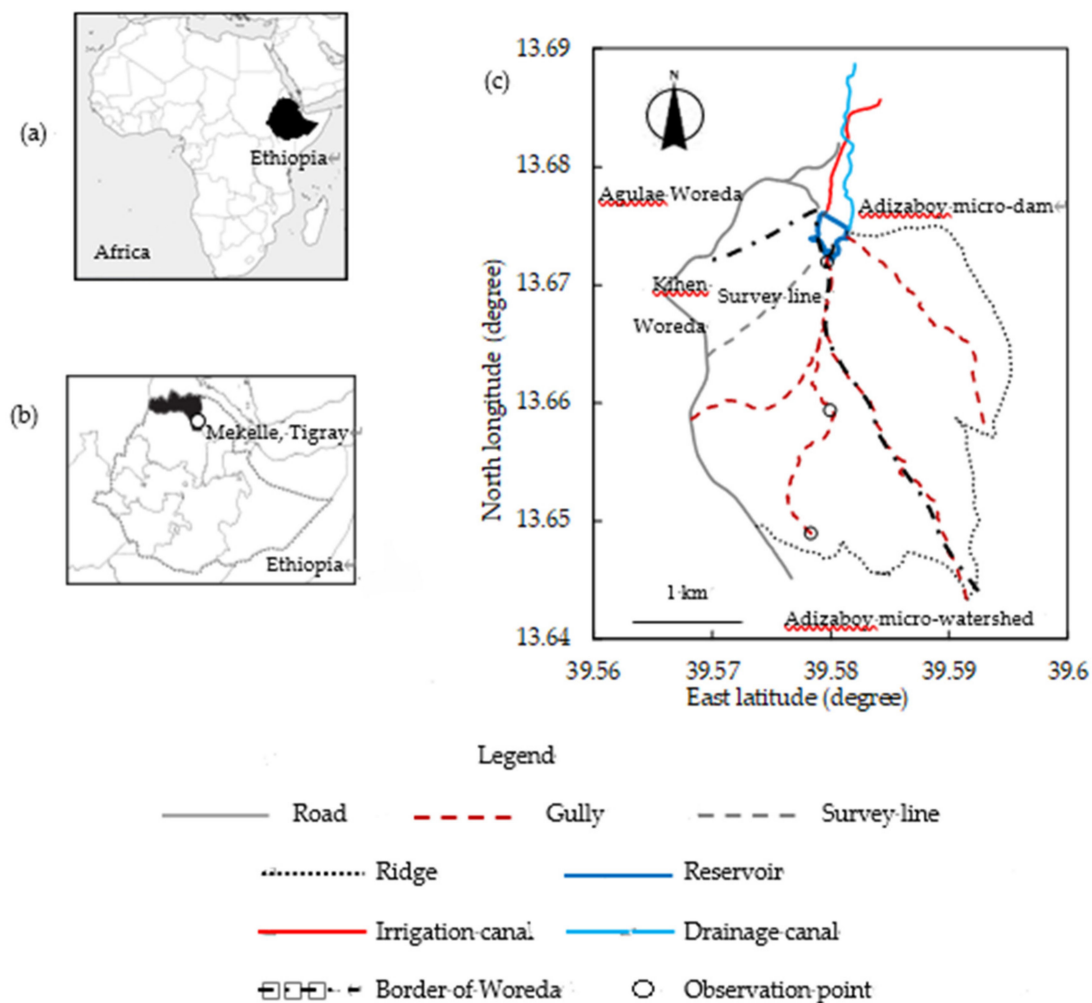 (a)
Ethiopia
Africa
(b)
Mekelle, Tigray
Ethiopia
(c)
N
13.69
13.68
13.67
13.66
13.65
13.64
North longitude (degree)
Agulae Woreda
Adizaboy micro-dam
Kihen
Woreda
Survey line
1 km
Adizaboy micro-watershed
39.56 39.57 39.58 39.59 39.6
East latitude (degree)
Legend
Road Gully Survey line
Ridge Reservoir
Irrigation canal Drainage canal
Border of Woreda Observation point